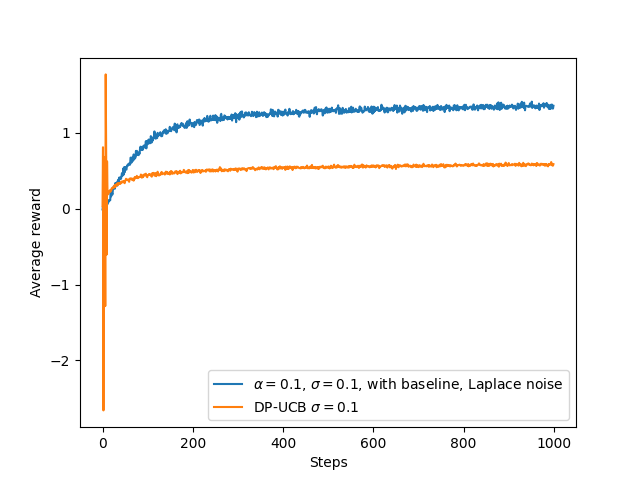 1
0
−1
−2
Average reward
0
200
400
600
800
1000
Steps
α = 0.1, σ = 0.1, with baseline, Laplace noise
DP-UCB σ = 0.1